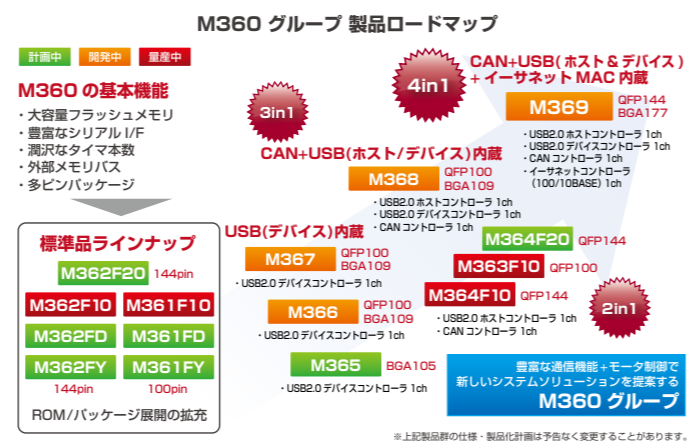 M360 グループ 製品ロードマップ
計画中
開発中
量産中
M360の基本機能
・大容量フラッシュメモリ
・豊富なシリアル I/F
・潤沢なタイマ本数
・外部メモリバス
・多ピンパッケージ
標準品ラインナップ
M362F20 144pin
M362F10 M361F10
M362FD M361FD
M362FY M361FY
144pin 100pin
ROM/パッケージ展開の拡充
3in1
4in1
CAN+USB(ホスト&デバイス)
+イーサネットMAC内蔵
M369
QFP144
BGA177
・USB2.0 ホストコントローラ 1ch
・USB2.0 デバイスコントローラ 1ch
・CAN コントローラ 1ch
・イーサネットコントローラ
(100/10BASE) 1ch
CAN+USB(ホスト/デバイス)内蔵
M368
QFP100
BGA109
・USB2.0 ホストコントローラ 1ch
・USB2.0 デバイスコントローラ 1ch
・CAN コントローラ 1ch
USB(デバイス)内蔵
M367
QFP100
BGA109
・USB2.0 デバイスコントローラ 1ch
M366
QFP100
BGA109
・USB2.0 デバイスコントローラ 1ch
M365
BGA105
・USB2.0 デバイスコントローラ 1ch
M364F20 QFP144
M363F10 QFP100
M364F10 QFP144
・USB2.0 ホストコントローラ 1ch
・CAN コントローラ 1ch
2in1
豊富な通信機能+モータ制御で
新しいシステムソリューションを提案する
M360 グループ
※上記製品群の仕様・製品化計画は予告なく変更することがあります。